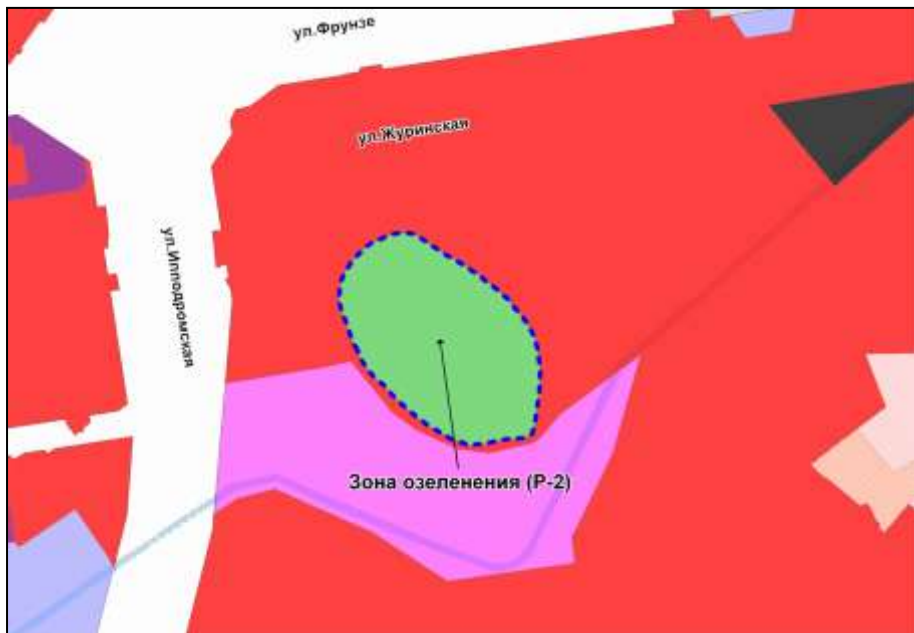 ул.Фрунзе
ул.Журинская
ул.Ипподромская
Зона озеленения (Р-2)